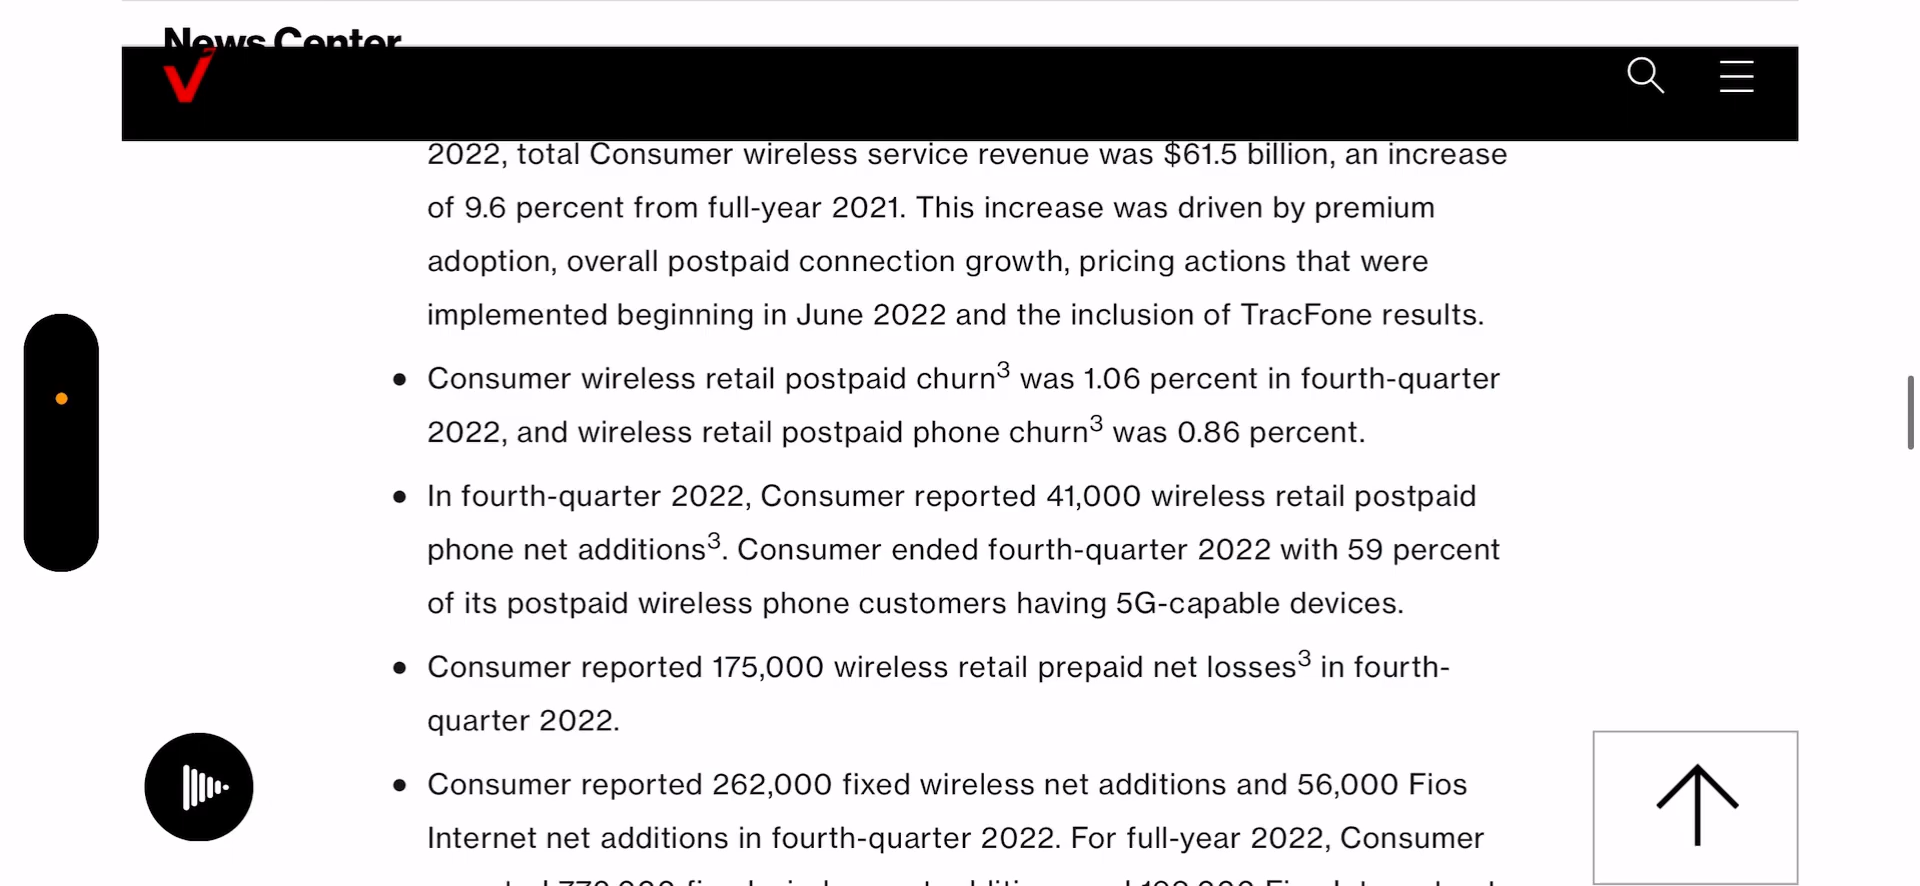 News Center
2022, total Consumer wireless service revenue was $61.5 billion, an increase
of 9.6 percent from full-year 2021. This increase was driven by premium
adoption, overall postpaid connection growth, pricing actions that were
implemented beginning in June 2022 and the inclusion of TracFone results.
● Consumer wireless retail postpaid churn³ was 1.06 percent in fourth-quarter
2022, and wireless retail postpaid phone churn³ was 0.86 percent.
● In fourth-quarter 2022, Consumer reported 41,000 wireless retail postpaid
phone net additions³. Consumer ended fourth-quarter 2022 with 59 percent
of its postpaid wireless phone customers having 5G-capable devices.
● Consumer reported 175,000 wireless retail prepaid net losses³ in fourth-
quarter 2022.
● Consumer reported 262,000 fixed wireless net additions and 56,000 Fios
Internet net additions in fourth-quarter 2022. For full-year 2022, Consumer